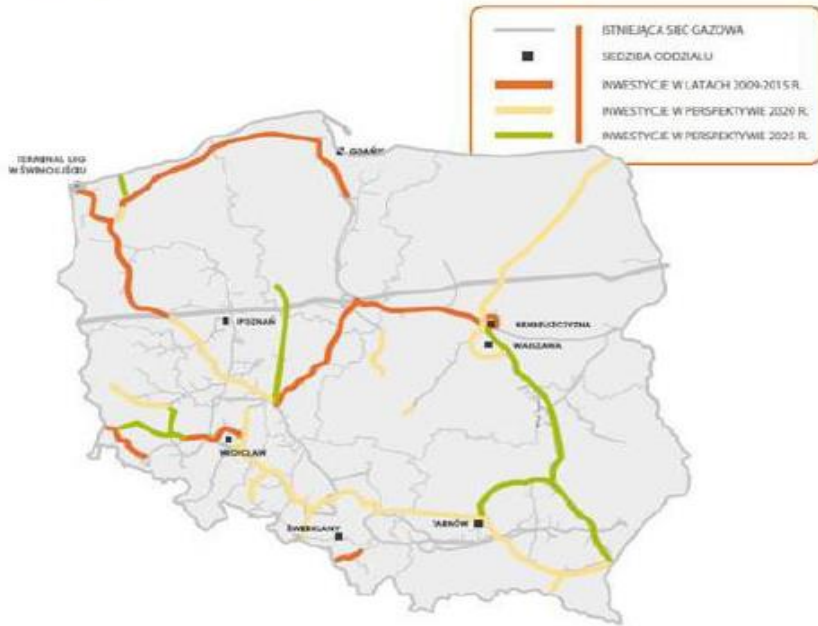 ISTNIEJĄCA SIEĆ GAZOWA
SIEDZIBA ODDZIAŁU
INWESTYCJE W LATACH 2009-2015 R.
INWESTYCJE W PERSPEKTYWIE 2020 R.
INWESTYCJE W PERSPEKTYWIE 2025 R.
GDAŃSK
TERMINAL LNG
W ŚWINOUJŚCIU
POZNAŃ
REMBELSZCZYZNA
WARSZAWA
WROCŁAW
ŚWIERKLANY
TARNÓW